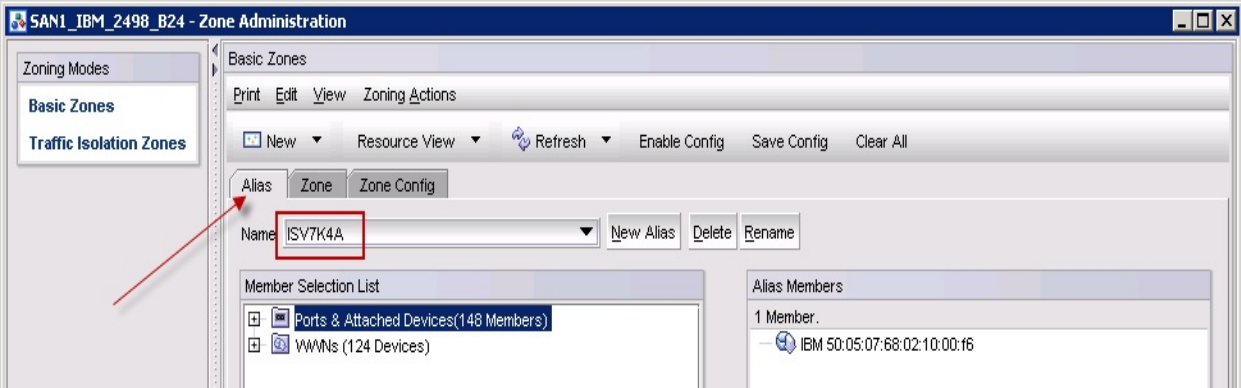 SAN1_IBM_2498_B24 - Zone Administration
Zoning Modes
Basic Zones
Traffic Isolation Zones
Basic Zones
Print Edit View Zoning Actions
New Resource View Refresh Enable Config Save Config Clear All
Alias Zone Zone Config
Name ISV7K4A New Alias Delete Rename
Member Selection List
Ports & Attached Devices(148 Members)
WWNs (124 Devices)
Alias Members
1 Member.
IBM 50:05:07:68:02:10:00:f6